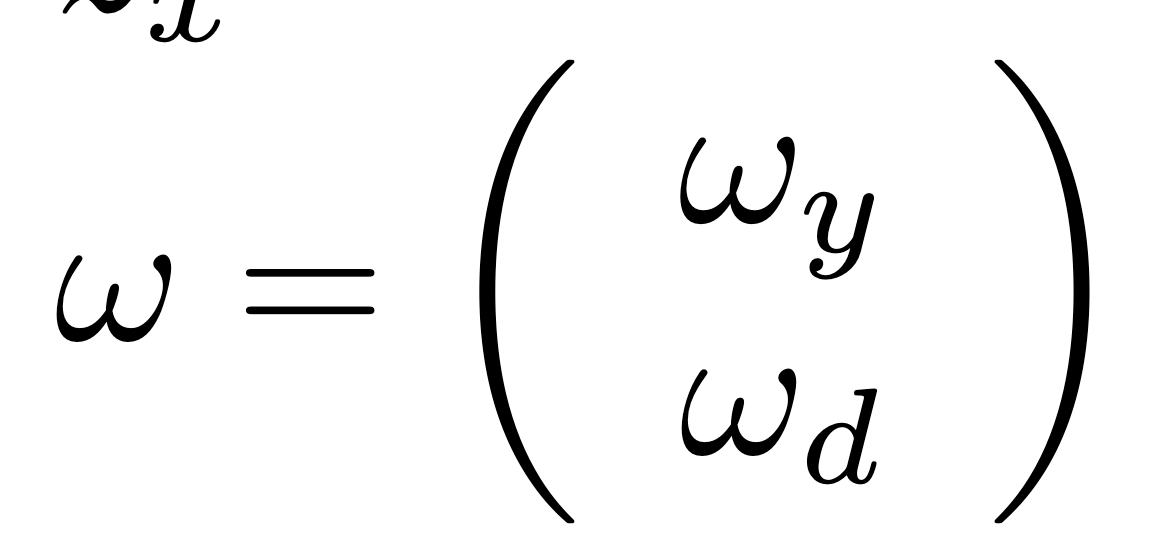 ω = ( ω_y
ω_d )